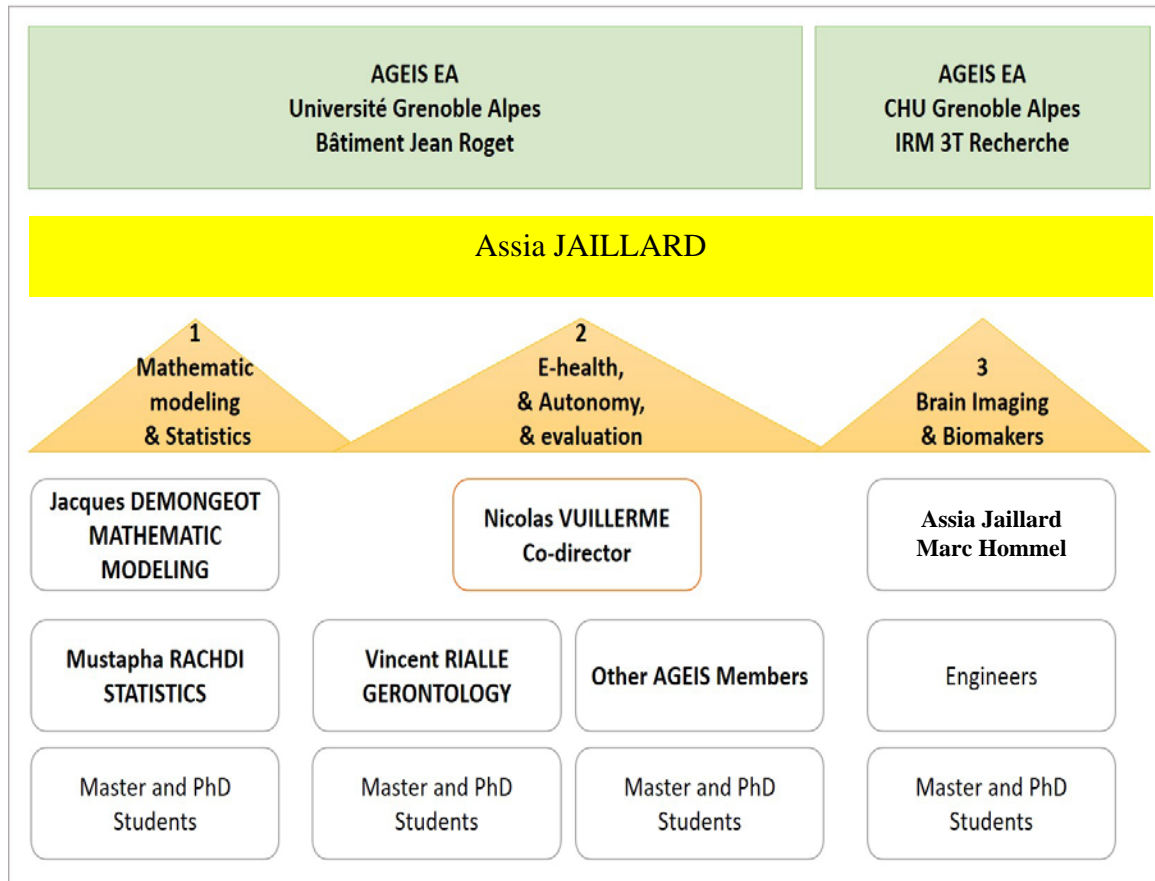 AGEIS EA
Université Grenoble Alpes
Bâtiment Jean Roget
AGEIS EA
CHU Grenoble Alpes
IRM 3T Recherche
Assia JAILLARD
1
Mathematic
modeling
& Statistics
2
E-health,
& Autonomy,
& evaluation
3
Brain Imaging
& Biomakers
Jacques DEMONGEOT
MATHEMATIC
MODELING
Nicolas VUILLERME
Co-director
Assia Jaillard
Marc Hommel
Mustapha RACHDI
STATISTICS
Vincent RIALLE
GERONTOLOGY
Other AGEIS Members
Engineers
Master and PhD
Students
Master and PhD
Students
Master and PhD
Students
Master and PhD
Students